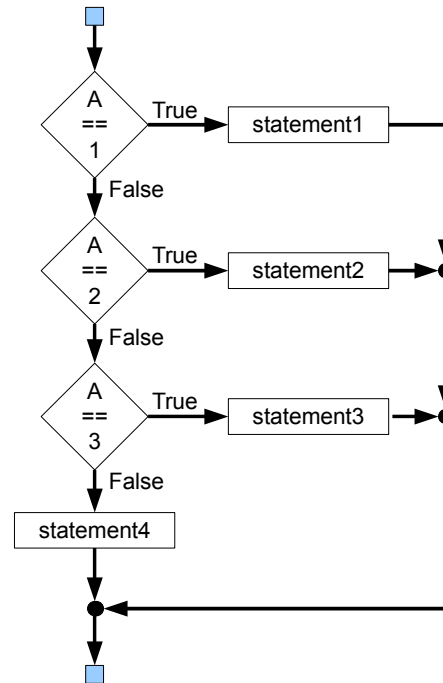 A
==
1
True
statement1
False
A
==
2
True
statement2
False
A
==
3
True
statement3
False
statement4